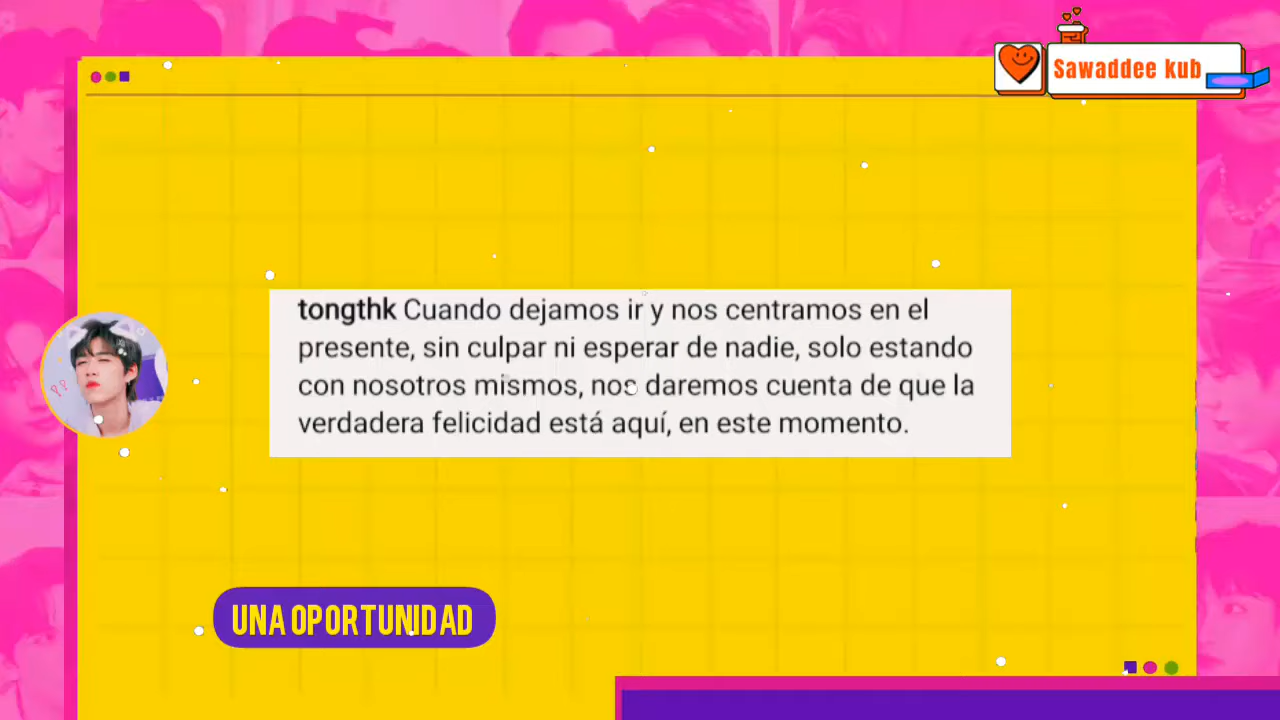 Sawaddee kub
tongthk Cuando dejamos ir y nos centramos en el
presente, sin culpar ni esperar de nadie, solo estando
con nosotros mismos, nos daremos cuenta de que la
verdadera felicidad está aquí, en este momento.
UNA OPORTUNIDAD